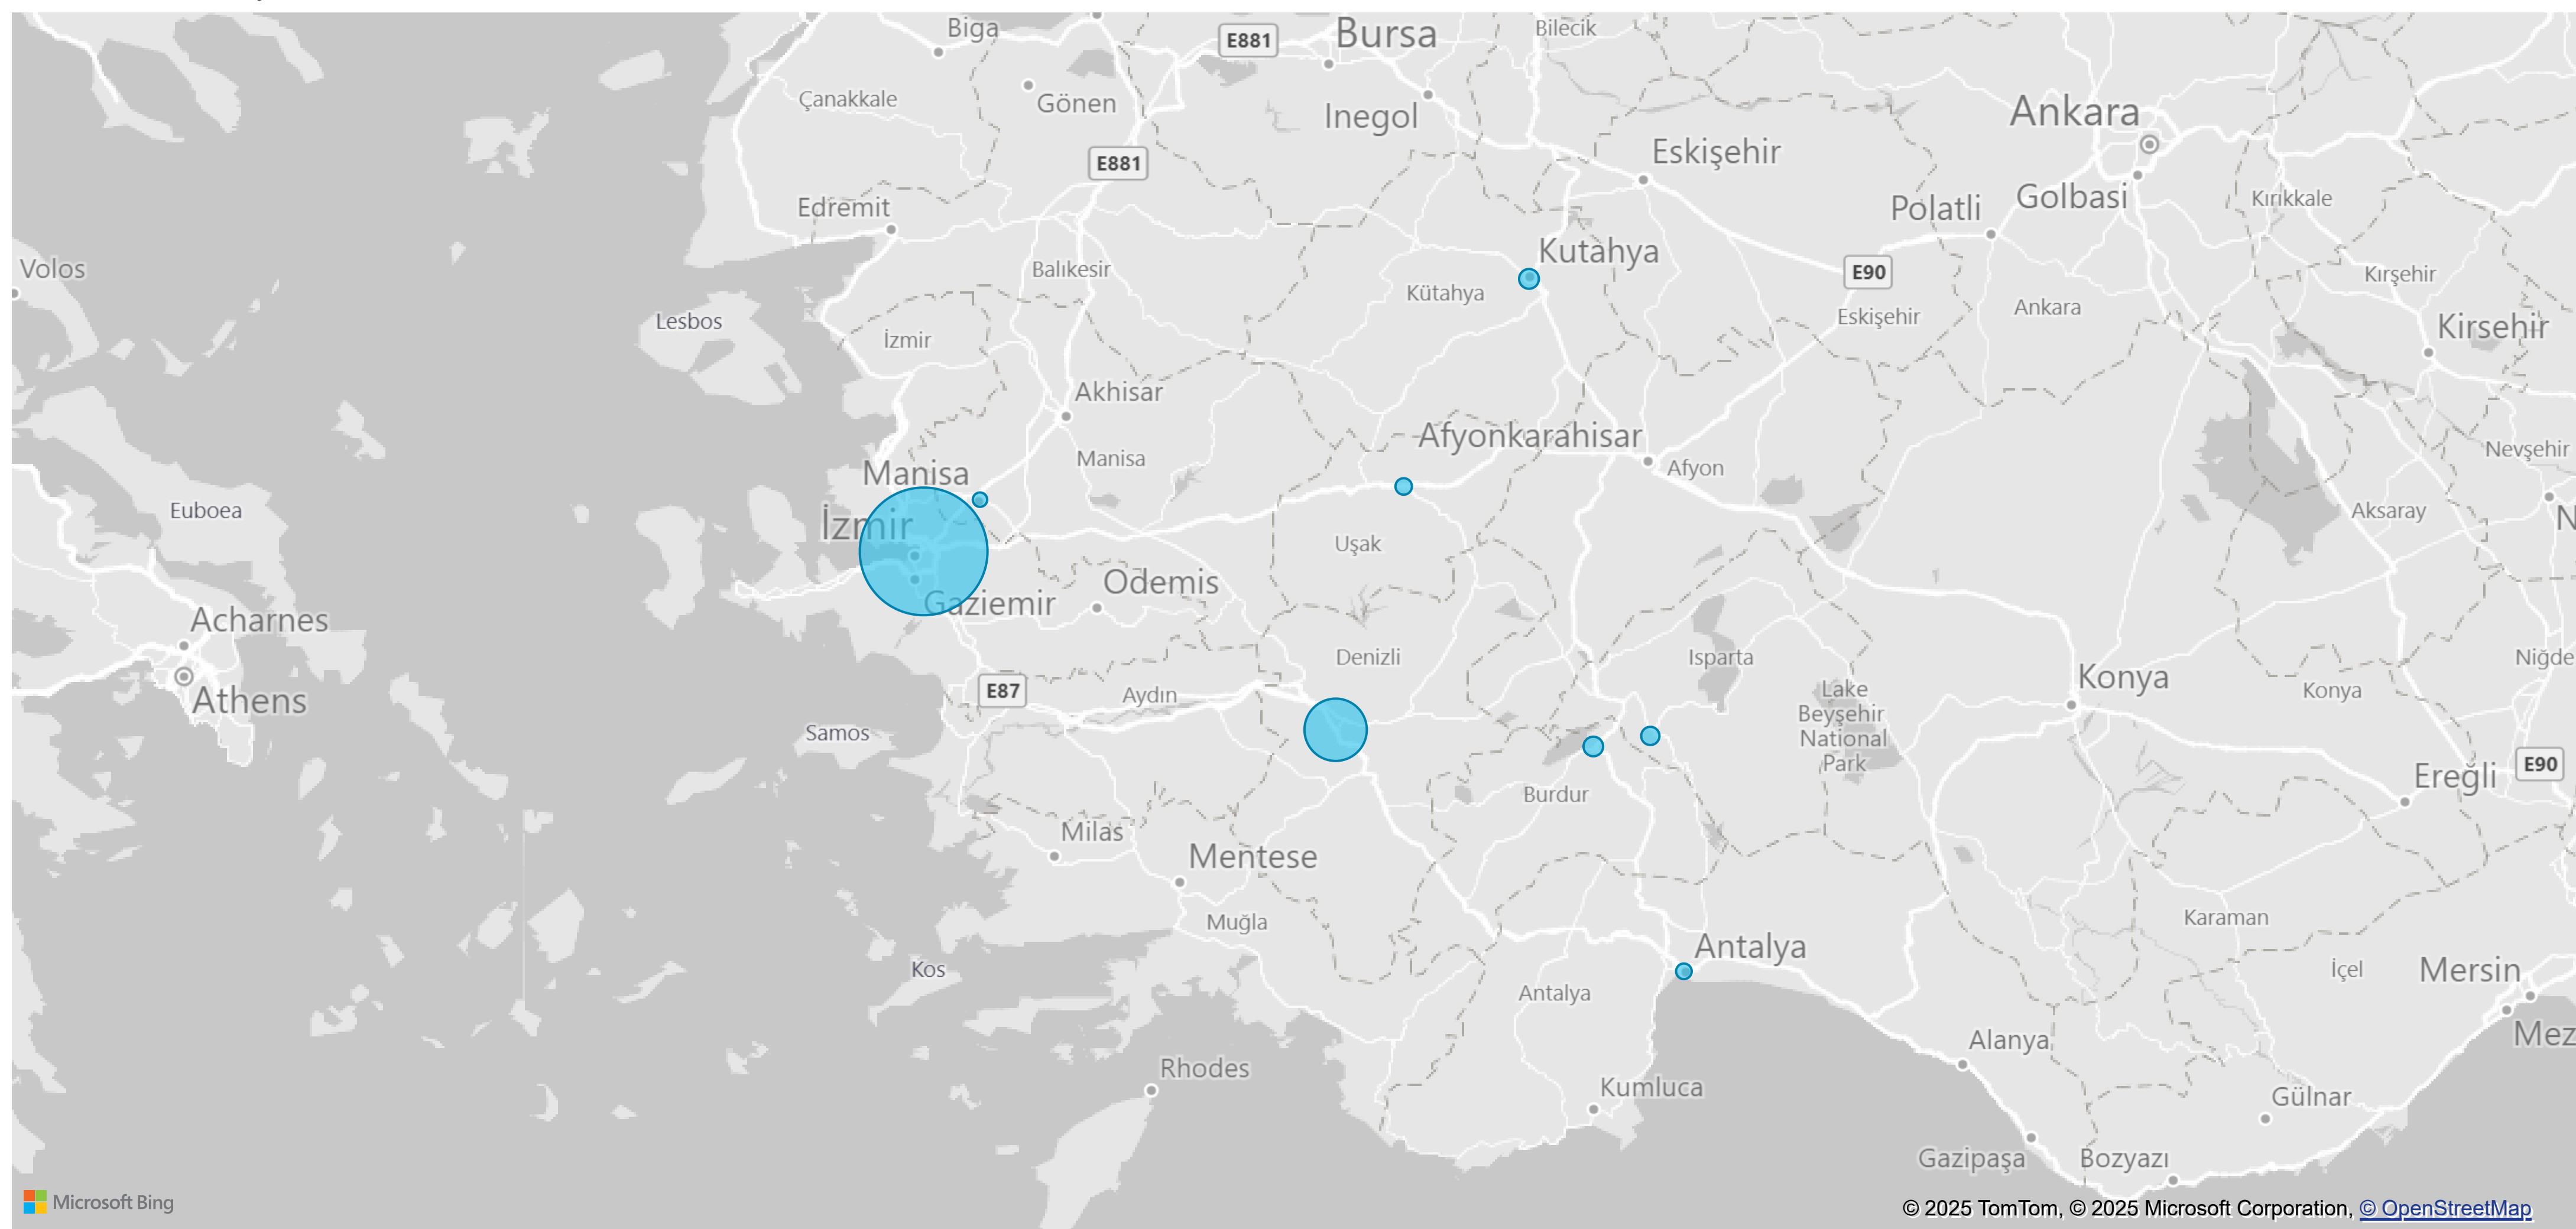 Biga
E881
Bursa
Bilecik
Çanakkale
Gönen
Inegol
Ankara
E881
Eskişehir
Edremit
Polatli
Golbasi
Kırıkkale
Volos
Balıkesir
Kutahya
E90
Kırşehir
Kütahya
Eskişehir
Ankara
Lesbos
İzmir
Kirsehir
Akhisar
Afyonkarahisar
Manisa
Manisa
Afyon
Nevşehir
Euboea
İzmir
Aksaray
N
Uşak
Odemis
Gaziemir
Acharnes
Denizli
Isparta
Niğde
Athens
E87
Aydın
Konya
Konya
Lake
Beyşehir
National
Park
Samos
Burdur
Ereğli
E90
Milas
Mentese
Muğla
Karaman
Antalya
Kos
Antalya
İçel
Mersin
Mez
Alanya
Rhodes
Kumluca
Gülnar
Gazipaşa
Bozyazı
Microsoft Bing
© 2025 TomTom, © 2025 Microsoft Corporation, © OpenStreetMap